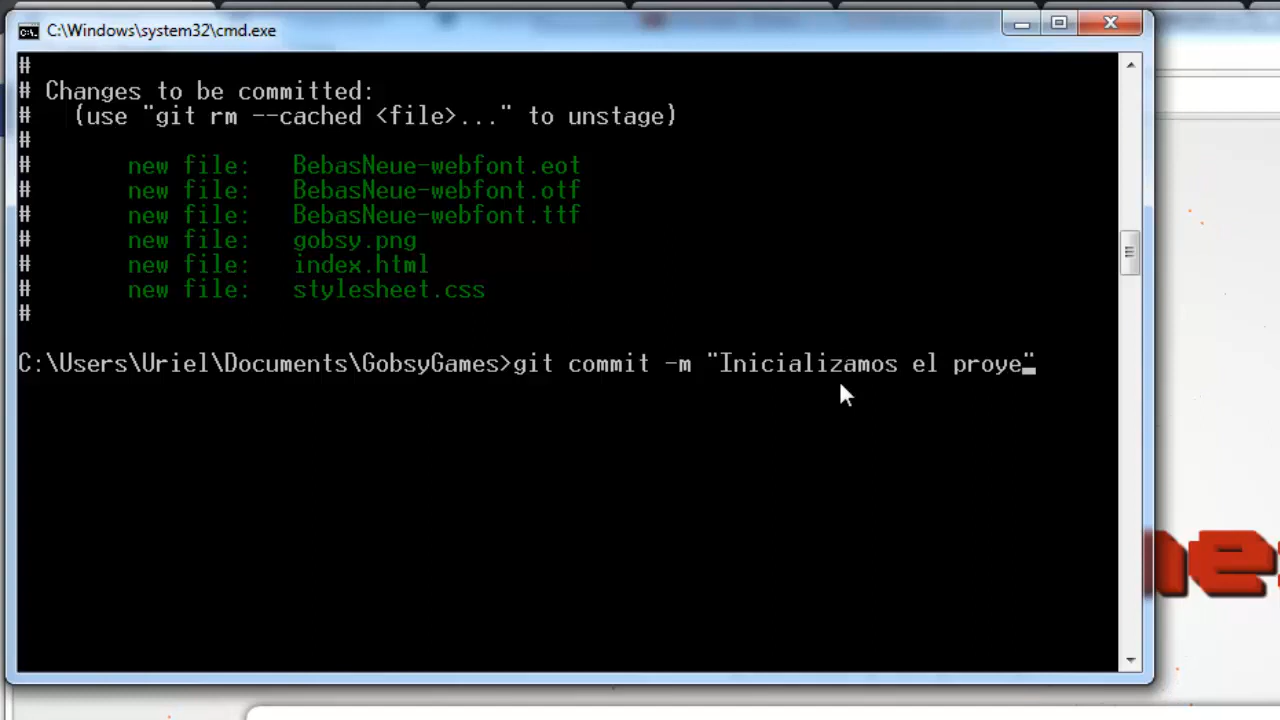 C:\Windows\system32\cmd.exe
#
# Changes to be committed:
#   (use "git rm --cached <file>..." to unstage)
#
#       new file:   BebasNeue-webfont.eot
#       new file:   BebasNeue-webfont.otf
#       new file:   BebasNeue-webfont.ttf
#       new file:   gobsy.png
#       new file:   index.html
#       new file:   stylesheet.css
#
C:\Users\Uriel\Documents\GobsyGames>git commit -m "Inicializamos el proye"